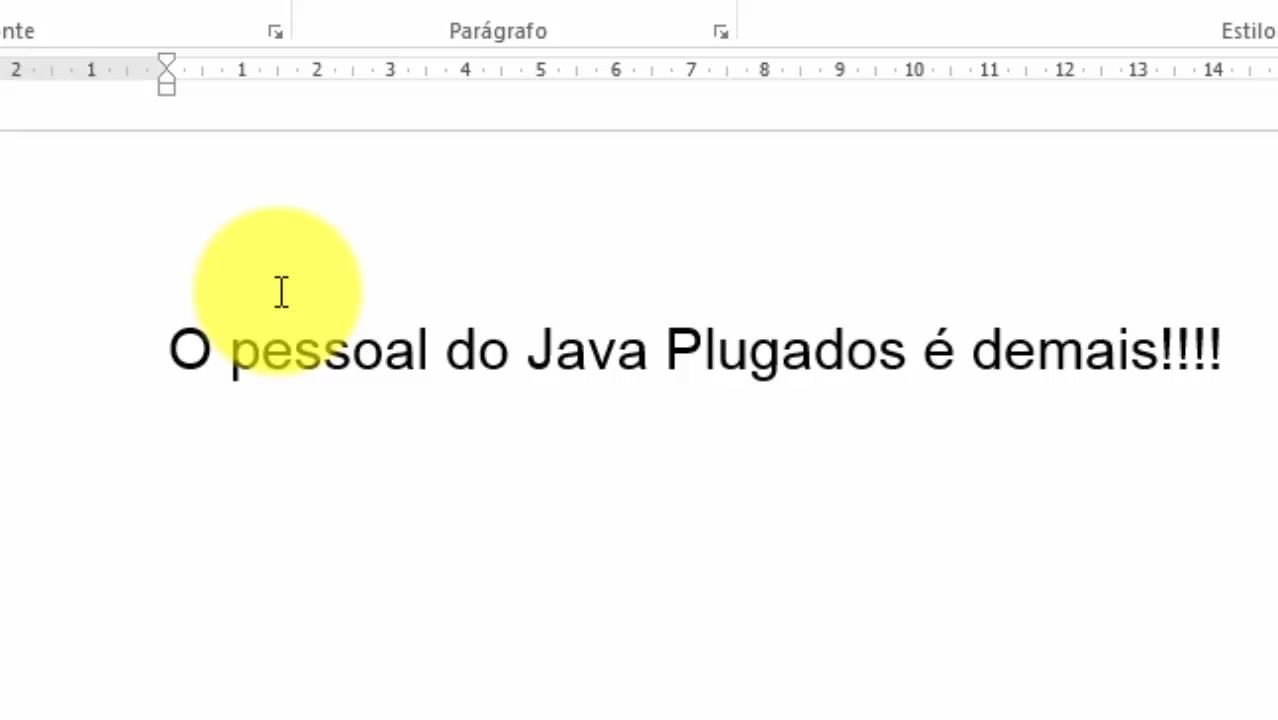 nte Parágrafo Estilo
2 1 1 2 3 4 5 6 7 8 9 10 11 12 13 14
O pessoal do Java Plugados é demais!!!!